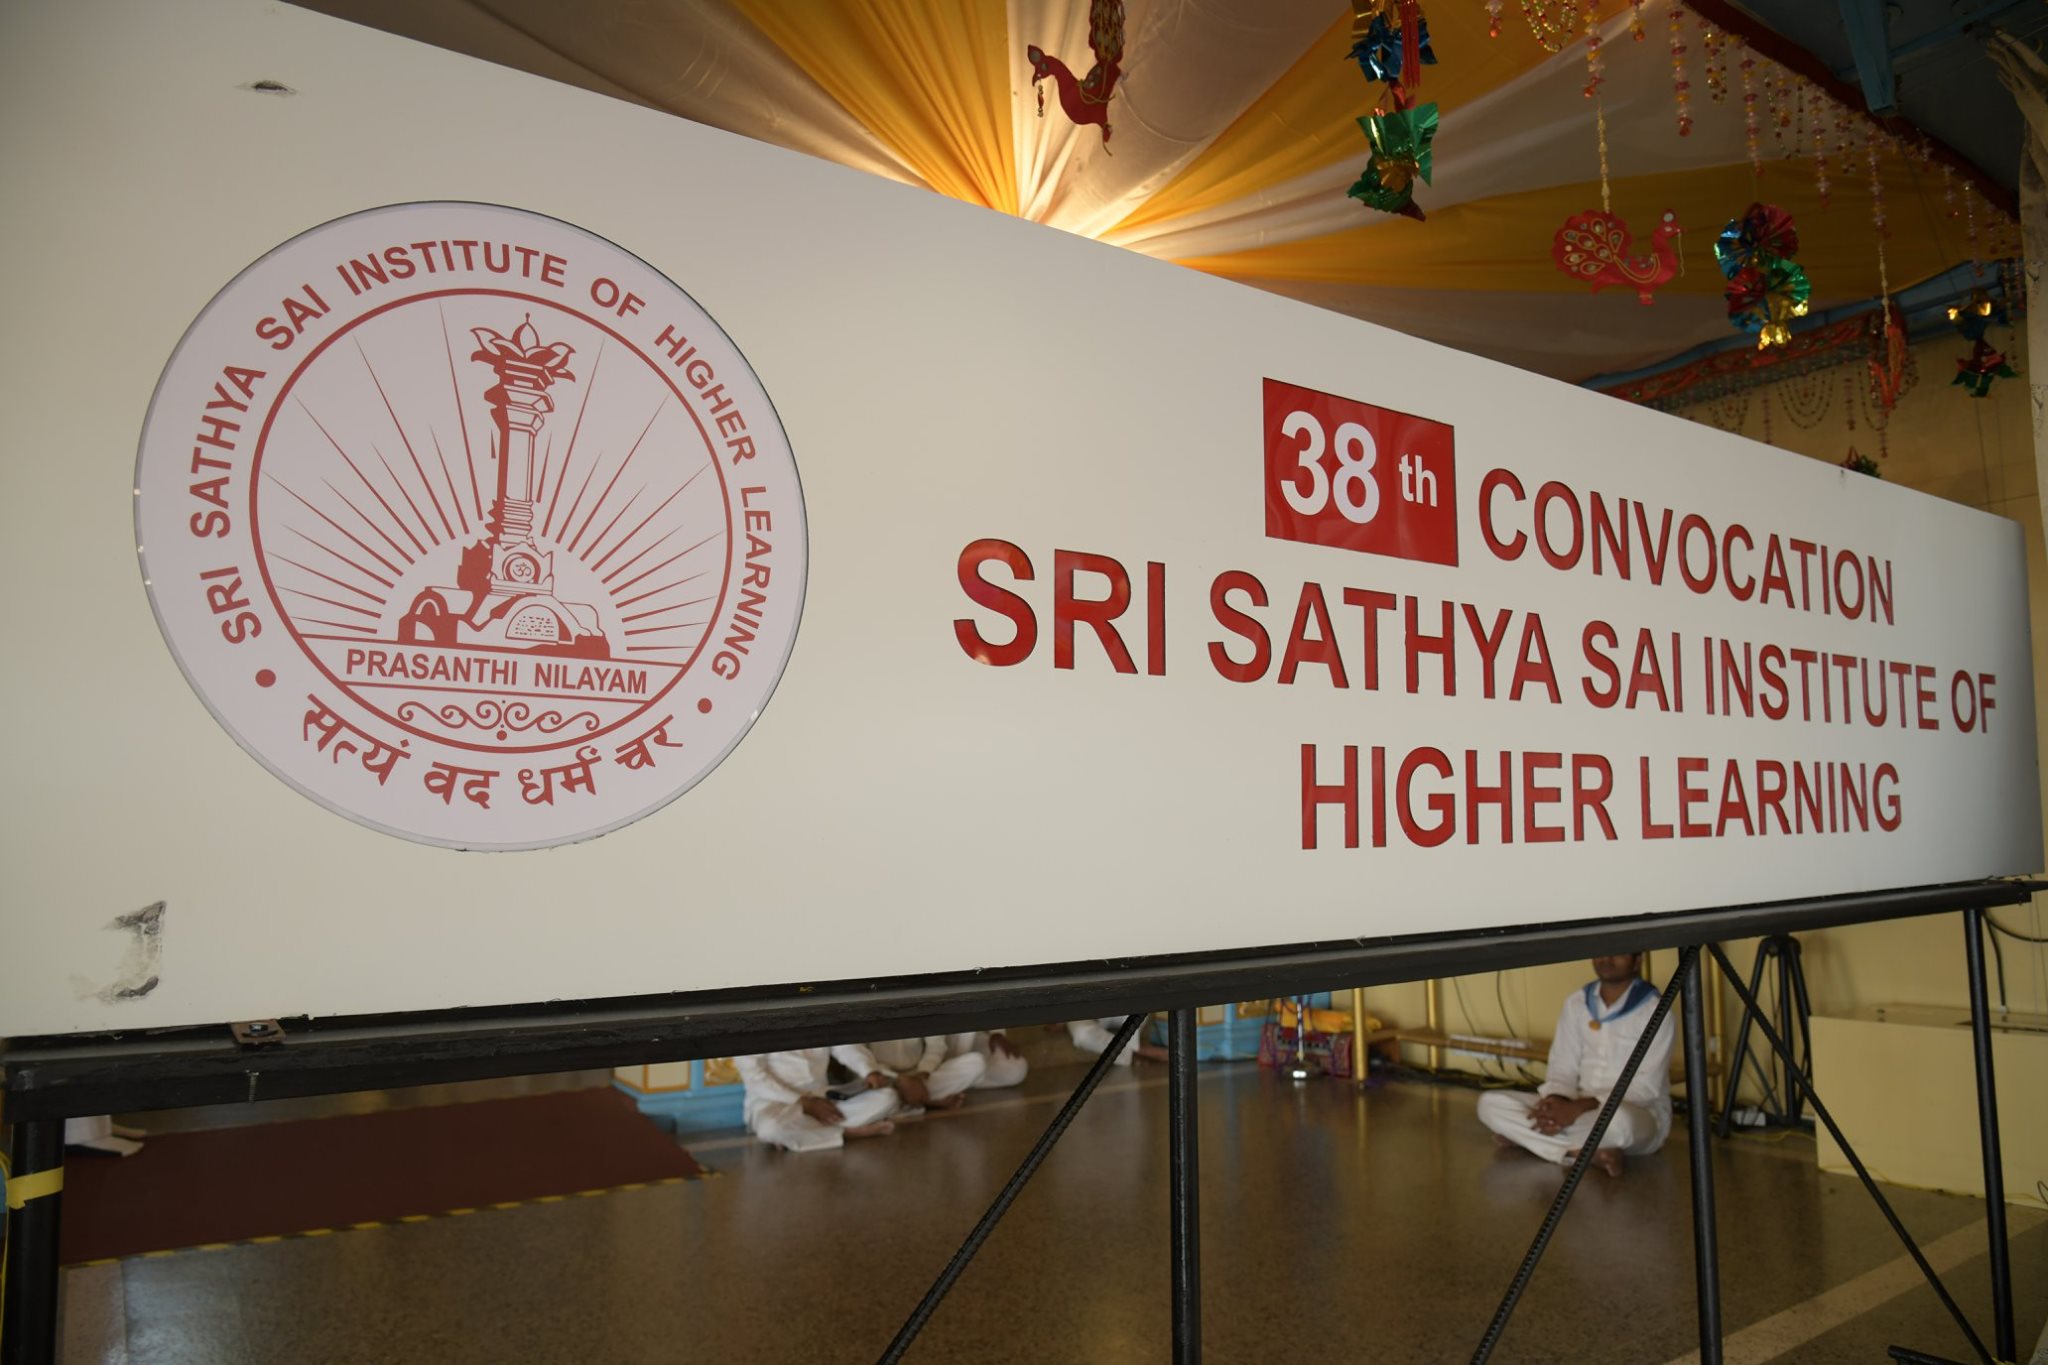 SRI SATHYA SAI INSTITUTE OF HIGHER LEARNING
ॐ
PRASANTHI NILAYAM
सत्यं वद धर्मं चर
38th CONVOCATION
SRI SATHYA SAI INSTITUTE OF
HIGHER LEARNING